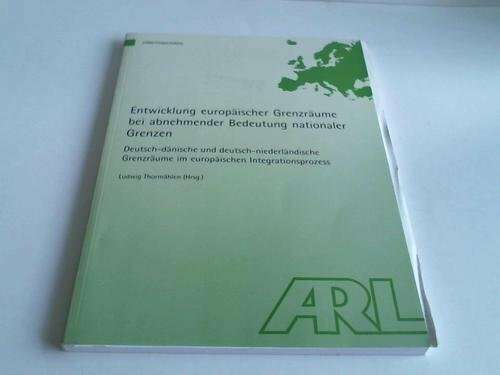 Entwicklung europäischer Grenzräume
bei abnehmender Bedeutung nationaler
Grenzen
Deutsch-dänische und deutsch-niederländische
Grenzräume im europäischen Integrationsprozess
Ludwig Thormählen (Hrsg.)
ARL